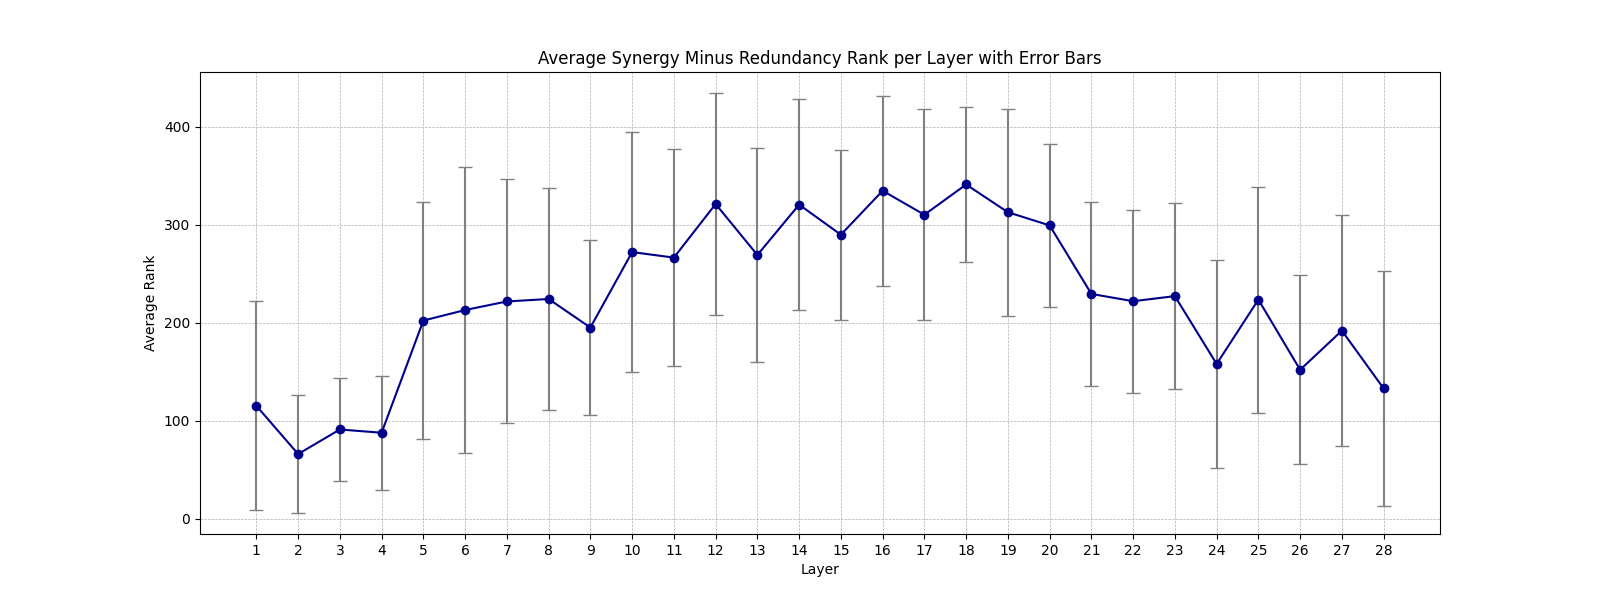 Average Synergy Minus Redundancy Rank per Layer with Error Bars
400
300
200
100
0
Average Rank
1 2 3 4 5 6 7 8 9 10 11 12 13 14 15 16 17 18 19 20 21 22 23 24 25 26 27 28
Layer